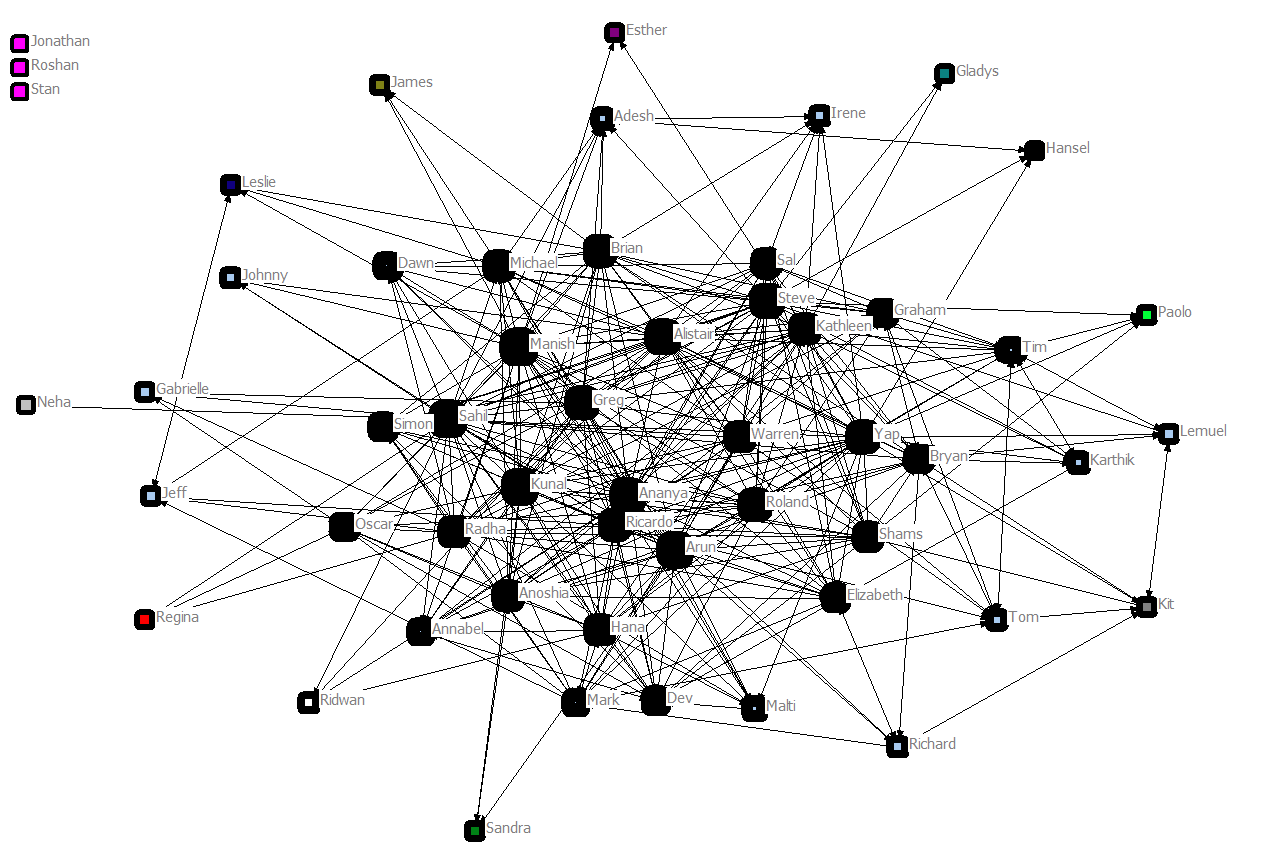 Esther
Jonathan
Roshan
Gladys
James
Stan
Irene
Adesh
Hansel
Leslie
Brian
Sal
Dawn
Michael
Johnny
Steve
Graham
Paolo
Kathleen
Alistair
Manish
Tim
Gabrielle
Greg
Neha
Sahil
Simon
Lemuel
Warren
Yap
Bryan
Karthik
Kunal
Jeff
Ananya
Roland
Ricardo
Oscar
Radha
Shams
Arun
Anoshia
Elizabeth
Kit
Regina
Tom
Annabel
Hana
Ridwan
Mark
Dev
Malti
Richard
Sandra